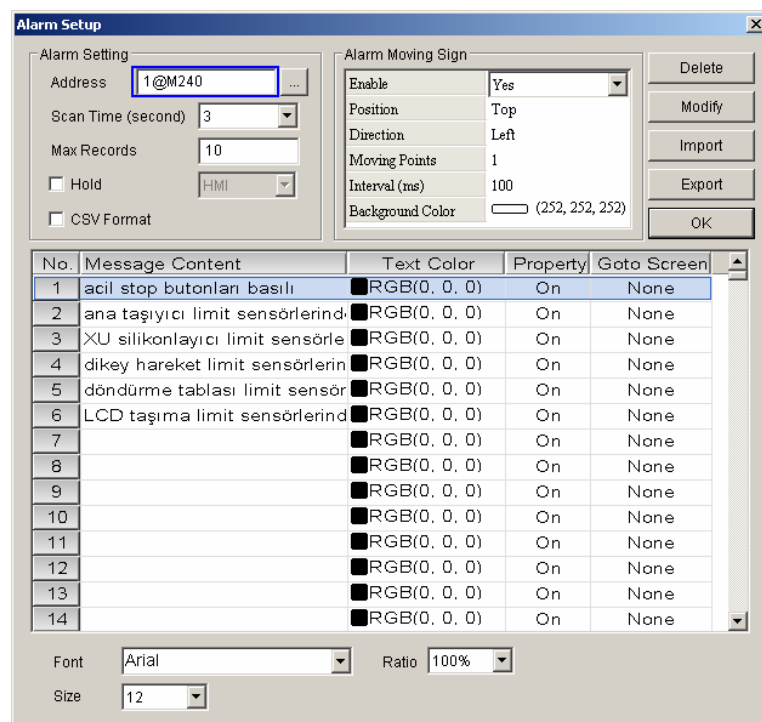 Alarm Setup
Alarm Setting
Address 1@M240 ...
Scan Time (second) 3
Max Records 10
Hold HMI
CSV Format
Alarm Moving Sign
Enable Yes
Position Top
Direction Left
Moving Points 1
Interval (ms) 100
Background Color (252, 252, 252)
Delete
Modify
Import
Export
OK
No. Message Content Text Color Property Goto Screen
1 acil stop butonları basılı RGB(0, 0, 0) On None
2 ana taşıyıcı limit sensörlerind RGB(0, 0, 0) On None
3 XU silikonlayıcı limit sensörle RGB(0, 0, 0) On None
4 dikey hareket limit sensörlerin RGB(0, 0, 0) On None
5 döndürme tablası limit sensör RGB(0, 0, 0) On None
6 LCD taşıma limit sensörlerind RGB(0, 0, 0) On None
7 RGB(0, 0, 0) On None
8 RGB(0, 0, 0) On None
9 RGB(0, 0, 0) On None
10 RGB(0, 0, 0) On None
11 RGB(0, 0, 0) On None
12 RGB(0, 0, 0) On None
13 RGB(0, 0, 0) On None
14 RGB(0, 0, 0) On None
Font Arial Ratio 100%
Size 12